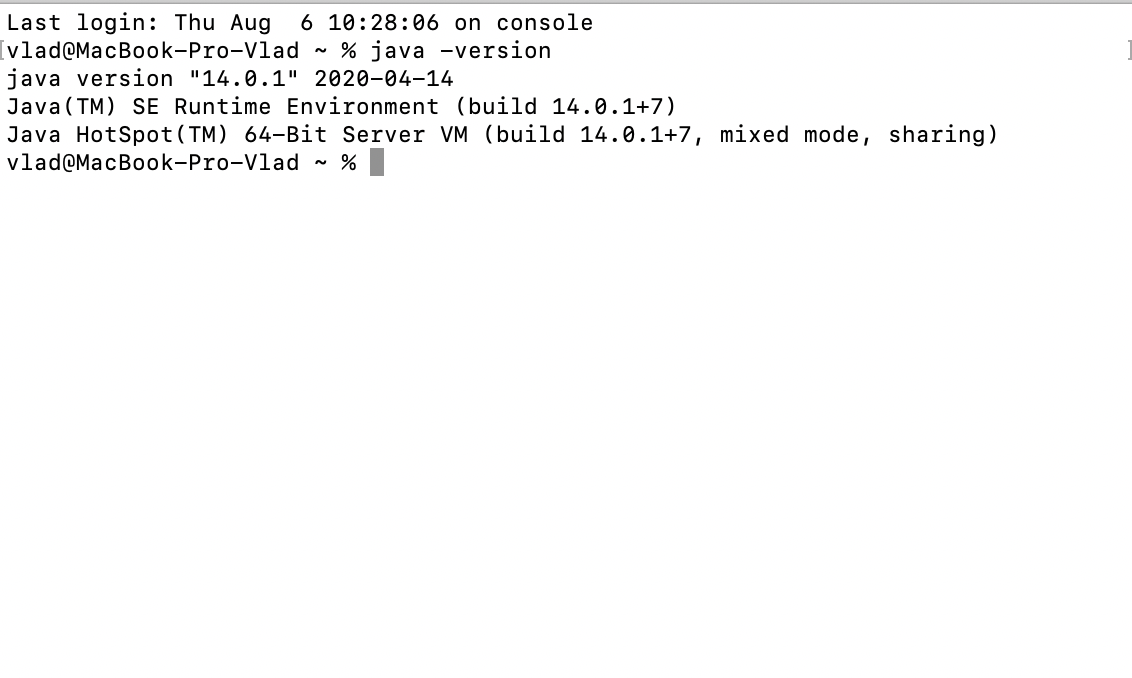 Last login: Thu Aug  6 10:28:06 on console
[vlad@MacBook-Pro-Vlad ~ % java -version ]
java version "14.0.1" 2020-04-14
Java(TM) SE Runtime Environment (build 14.0.1+7)
Java HotSpot(TM) 64-Bit Server VM (build 14.0.1+7, mixed mode, sharing)
vlad@MacBook-Pro-Vlad ~ %